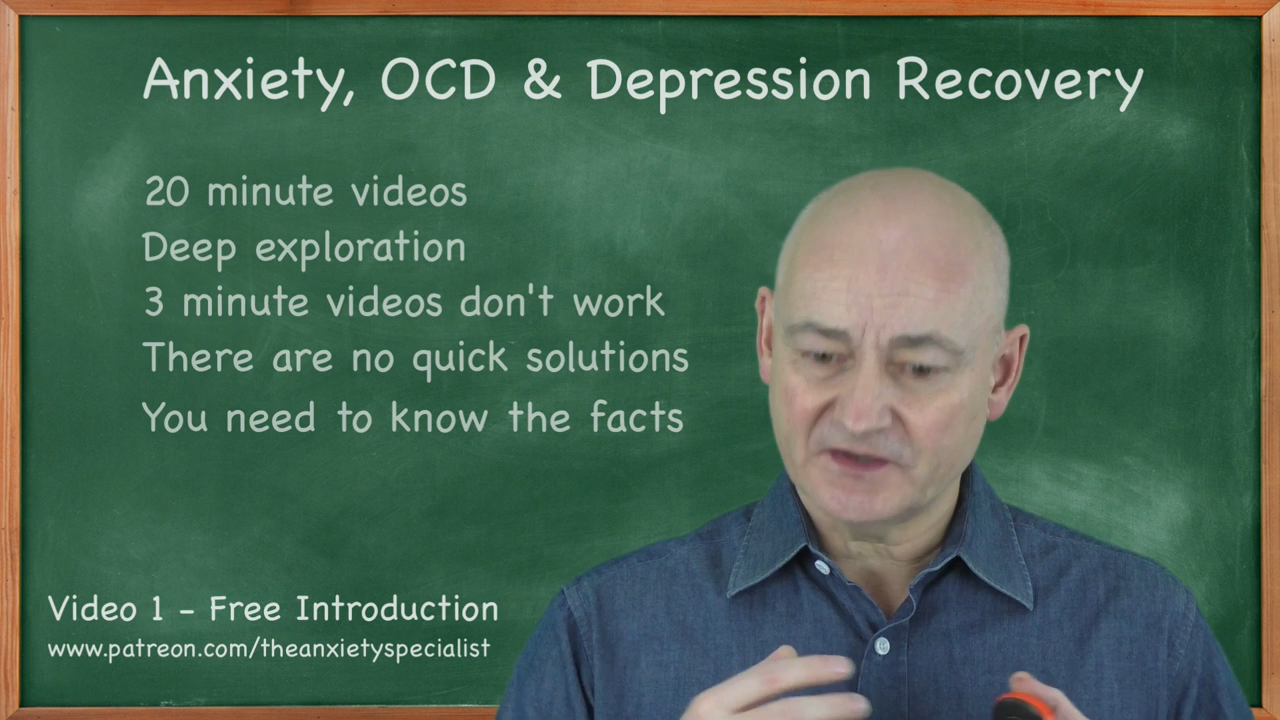 Anxiety, OCD & Depression Recovery
20 minute videos
Deep exploration
3 minute videos don't work
There are no quick solutions
You need to know the facts
Video 1 - Free Introduction
www.patreon.com/theanxietyspecialist